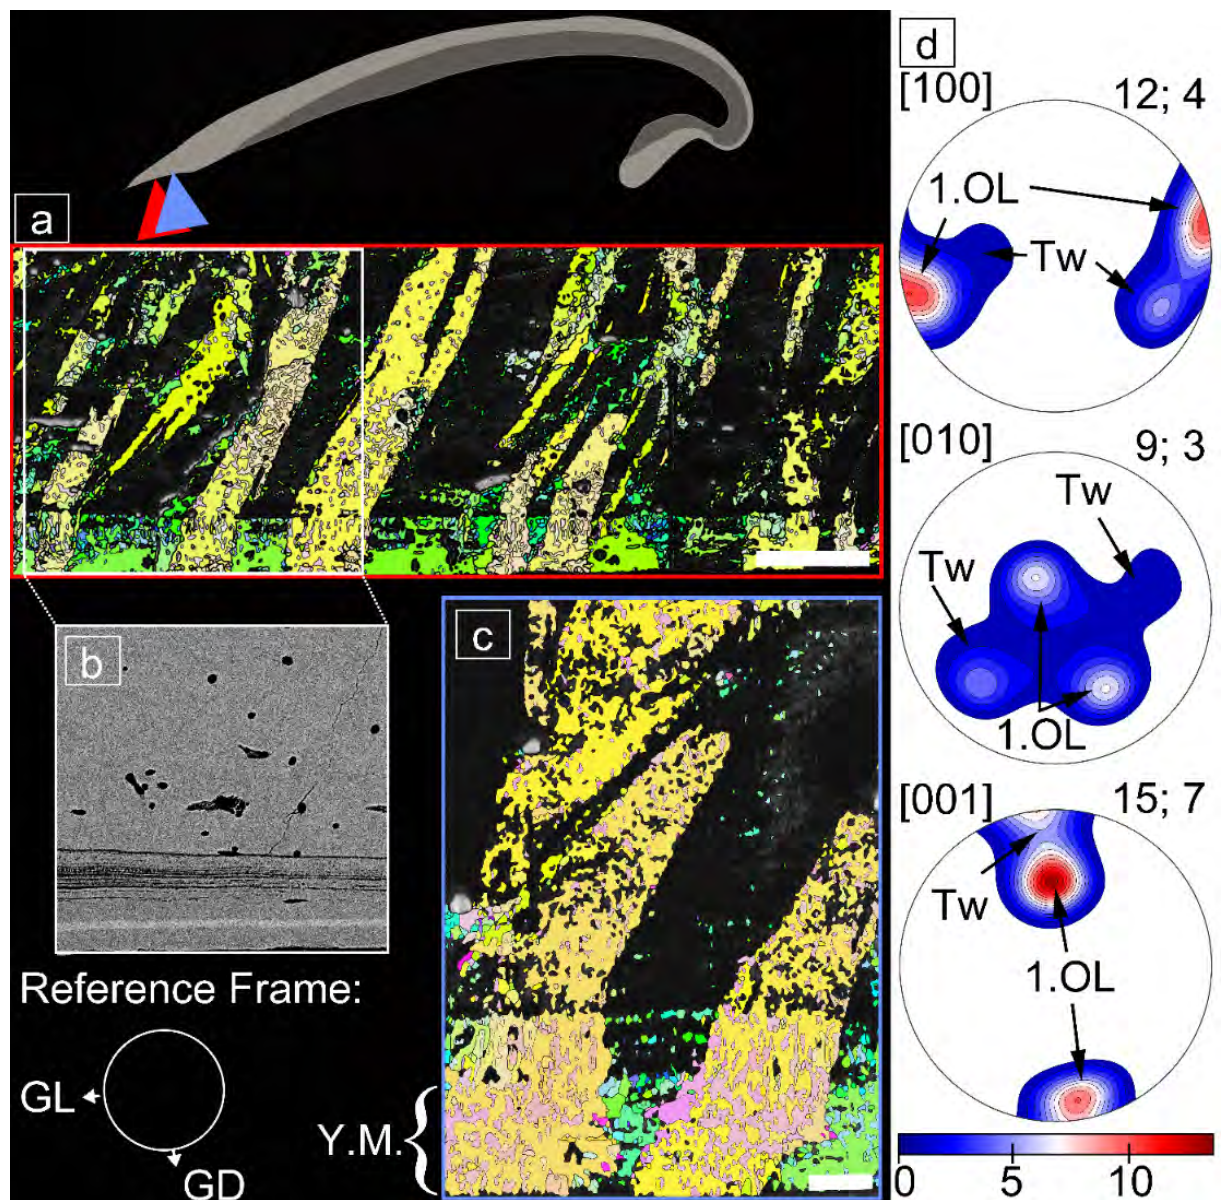 a
b
Reference Frame:
GL
GD
c
Y.M.
d
[100]
12; 4
1.OL
Tw
[010]
9; 3
Tw
Tw
1.OL
[001]
15; 7
Tw
1.OL
0 5 10